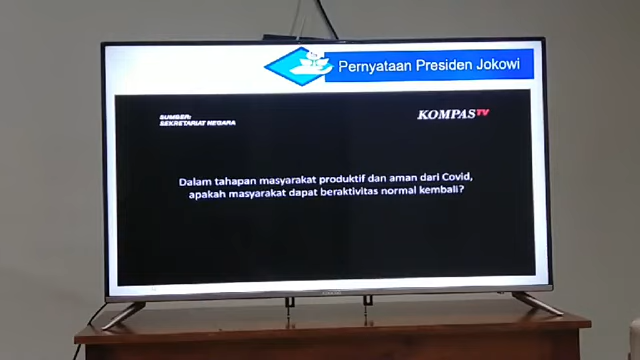 Pernyataan Presiden Jokowi
SUMBER:
SEKRETARIAT NEGARA
KOMPAS TV
Dalam tahapan masyarakat produktif dan aman dari Covid,
apakah masyarakat dapat beraktivitas normal kembali?